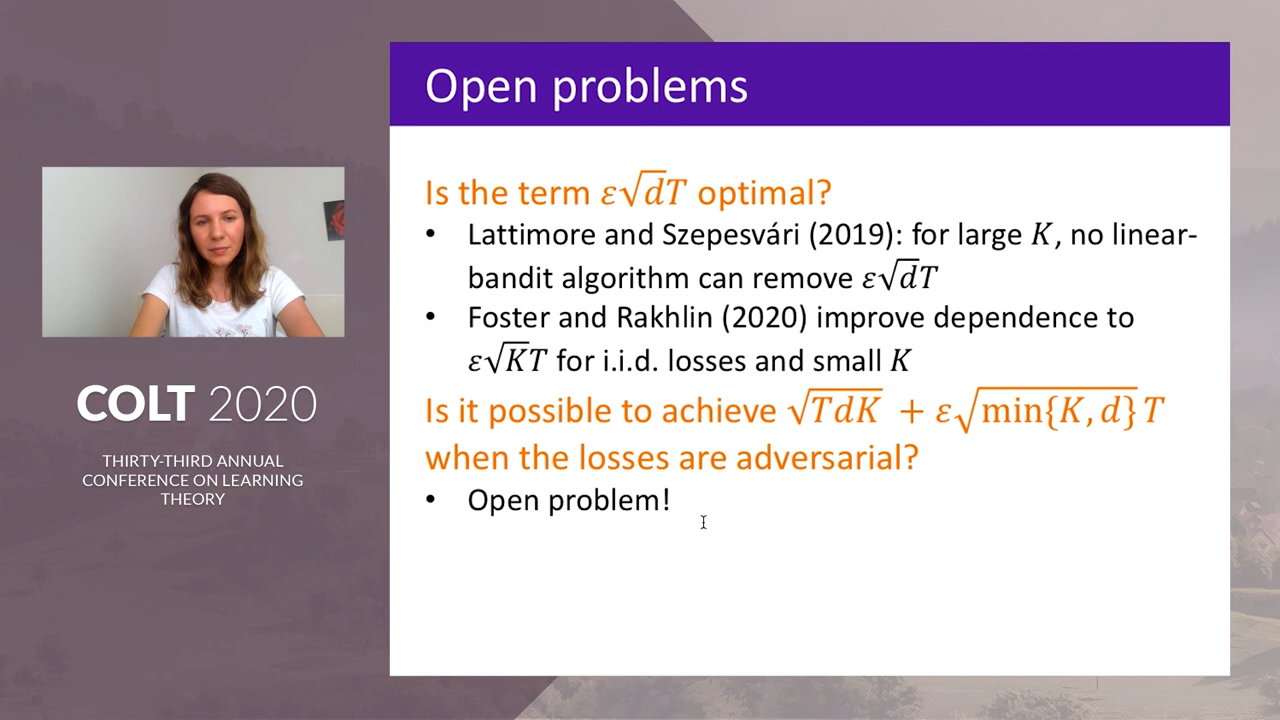 Open problems
Is the term ε√dT optimal?
• Lattimore and Szepesvári (2019): for large K, no linear-
bandit algorithm can remove ε√dT
• Foster and Rakhlin (2020) improve dependence to
ε√KT for i.i.d. losses and small K
Is it possible to achieve √TdK + ε√min{K, d}T
when the losses are adversarial?
• Open problem!
COLT 2020
THIRTY-THIRD ANNUAL
CONFERENCE ON LEARNING
THEORY